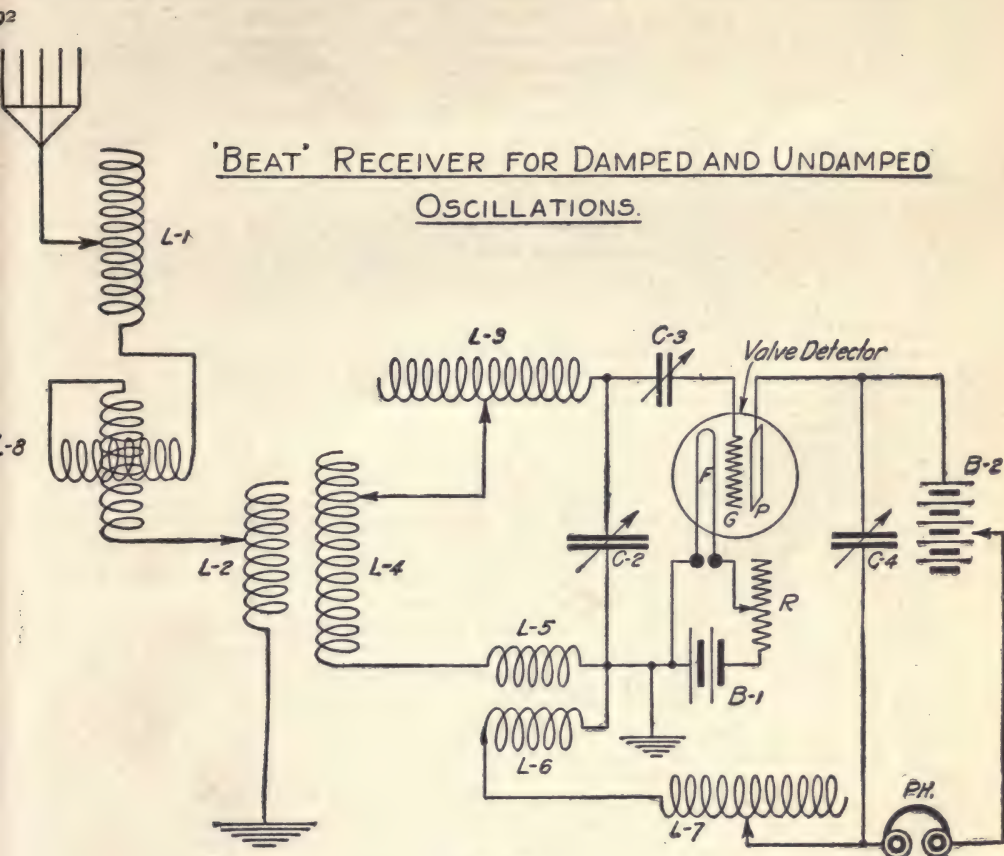 'BEAT' RECEIVER FOR DAMPED AND UNDAMPED
OSCILLATIONS.
L-1
L-3
C-3
Valve Detector
L-8
F
G
P
B-2
L-2
L-4
C-2
C-4
R
L-5
B-1
L-6
L-7
P.H.